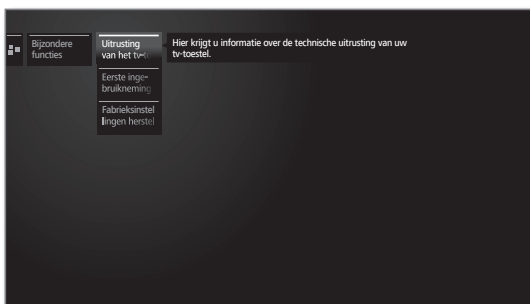 Bijzondere
functies
Uitrusting
van het tv-t
Hier krijgt u informatie over de technische uitrusting van uw
tv-toestel.
Eerste inge-
bruikneming
Fabrieksinstel
lingen herstel